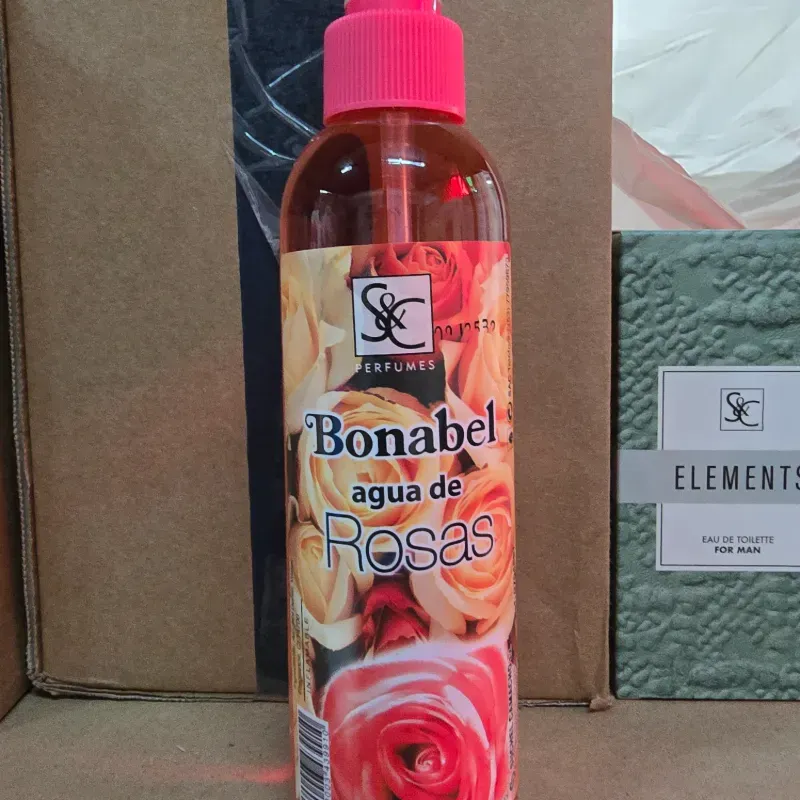 S&C
PERFUMES
Bonabel
agua de
Rosas
S&C
ELEMENTS
EAU DE TOILETTE
FOR MAN